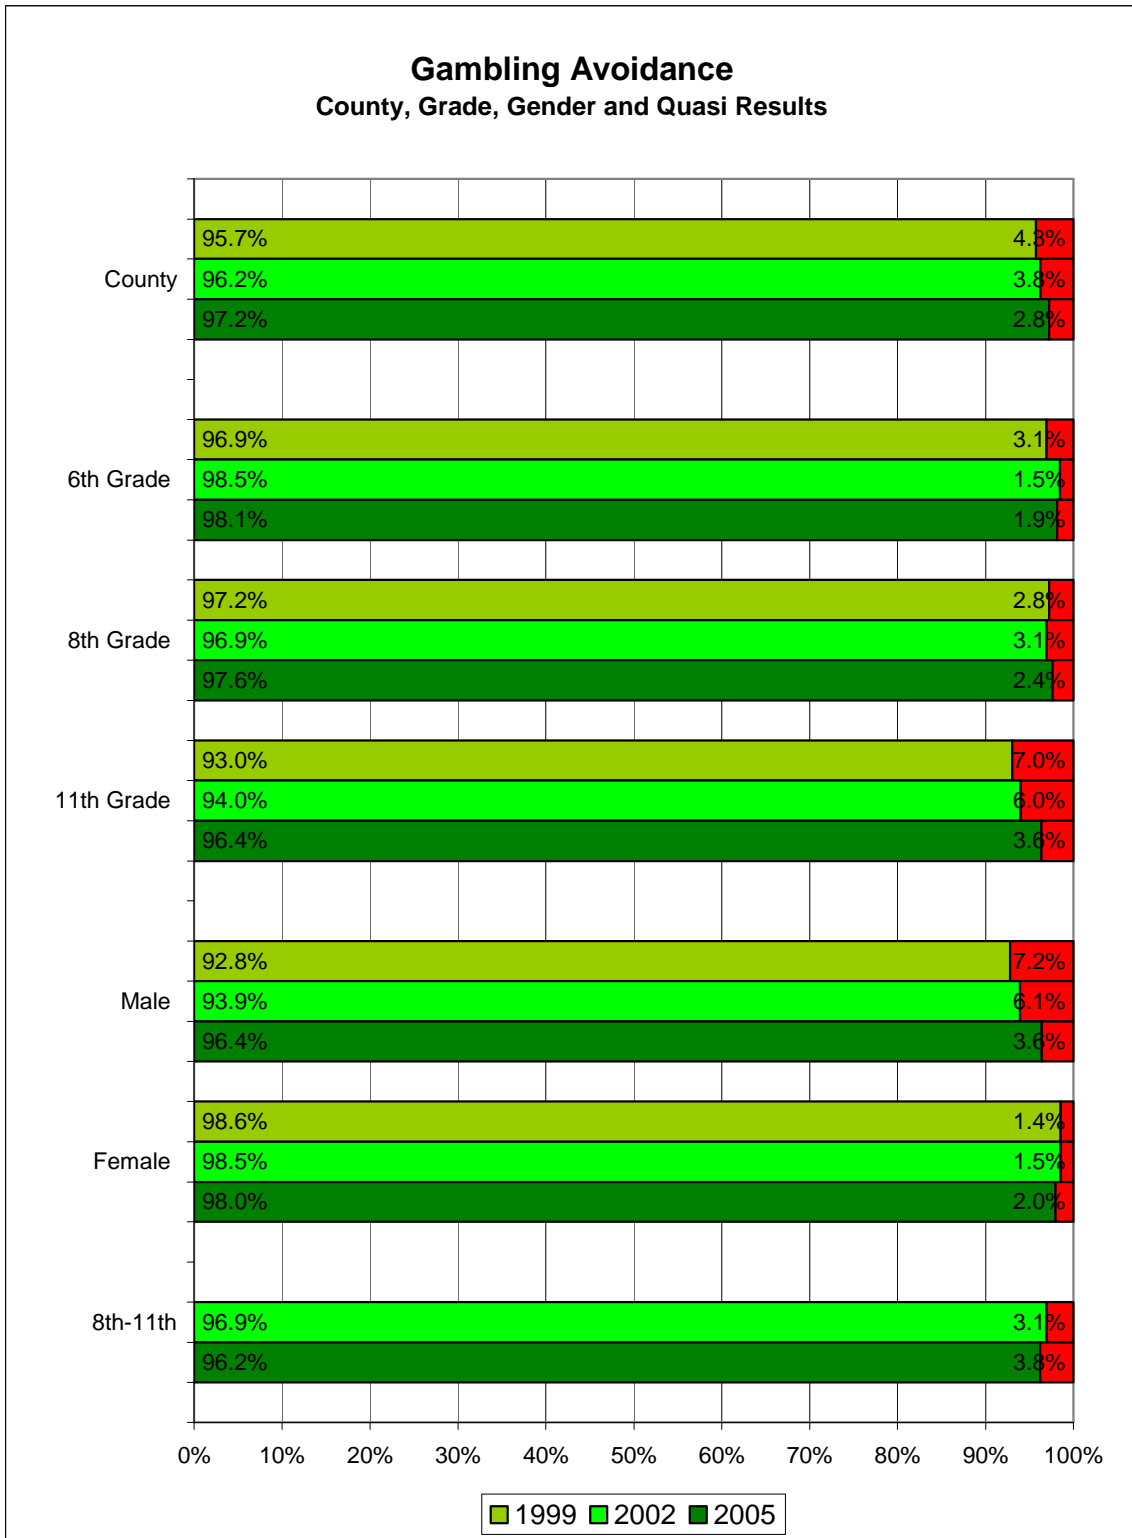 Gambling Avoidance
County, Grade, Gender and Quasi Results
95.7% 4.3%
County 96.2% 3.8%
97.2% 2.8%
96.9% 3.1%
6th Grade 98.5% 1.5%
98.1% 1.9%
97.2% 2.8%
8th Grade 96.9% 3.1%
97.6% 2.4%
93.0% 7.0%
11th Grade 94.0% 6.0%
96.4% 3.6%
92.8% 7.2%
Male 93.9% 6.1%
96.4% 3.6%
98.6% 1.4%
Female 98.5% 1.5%
98.0% 2.0%
8th-11th 96.9% 3.1%
96.2% 3.8%
0% 10% 20% 30% 40% 50% 60% 70% 80% 90% 100%
1999 2002 2005